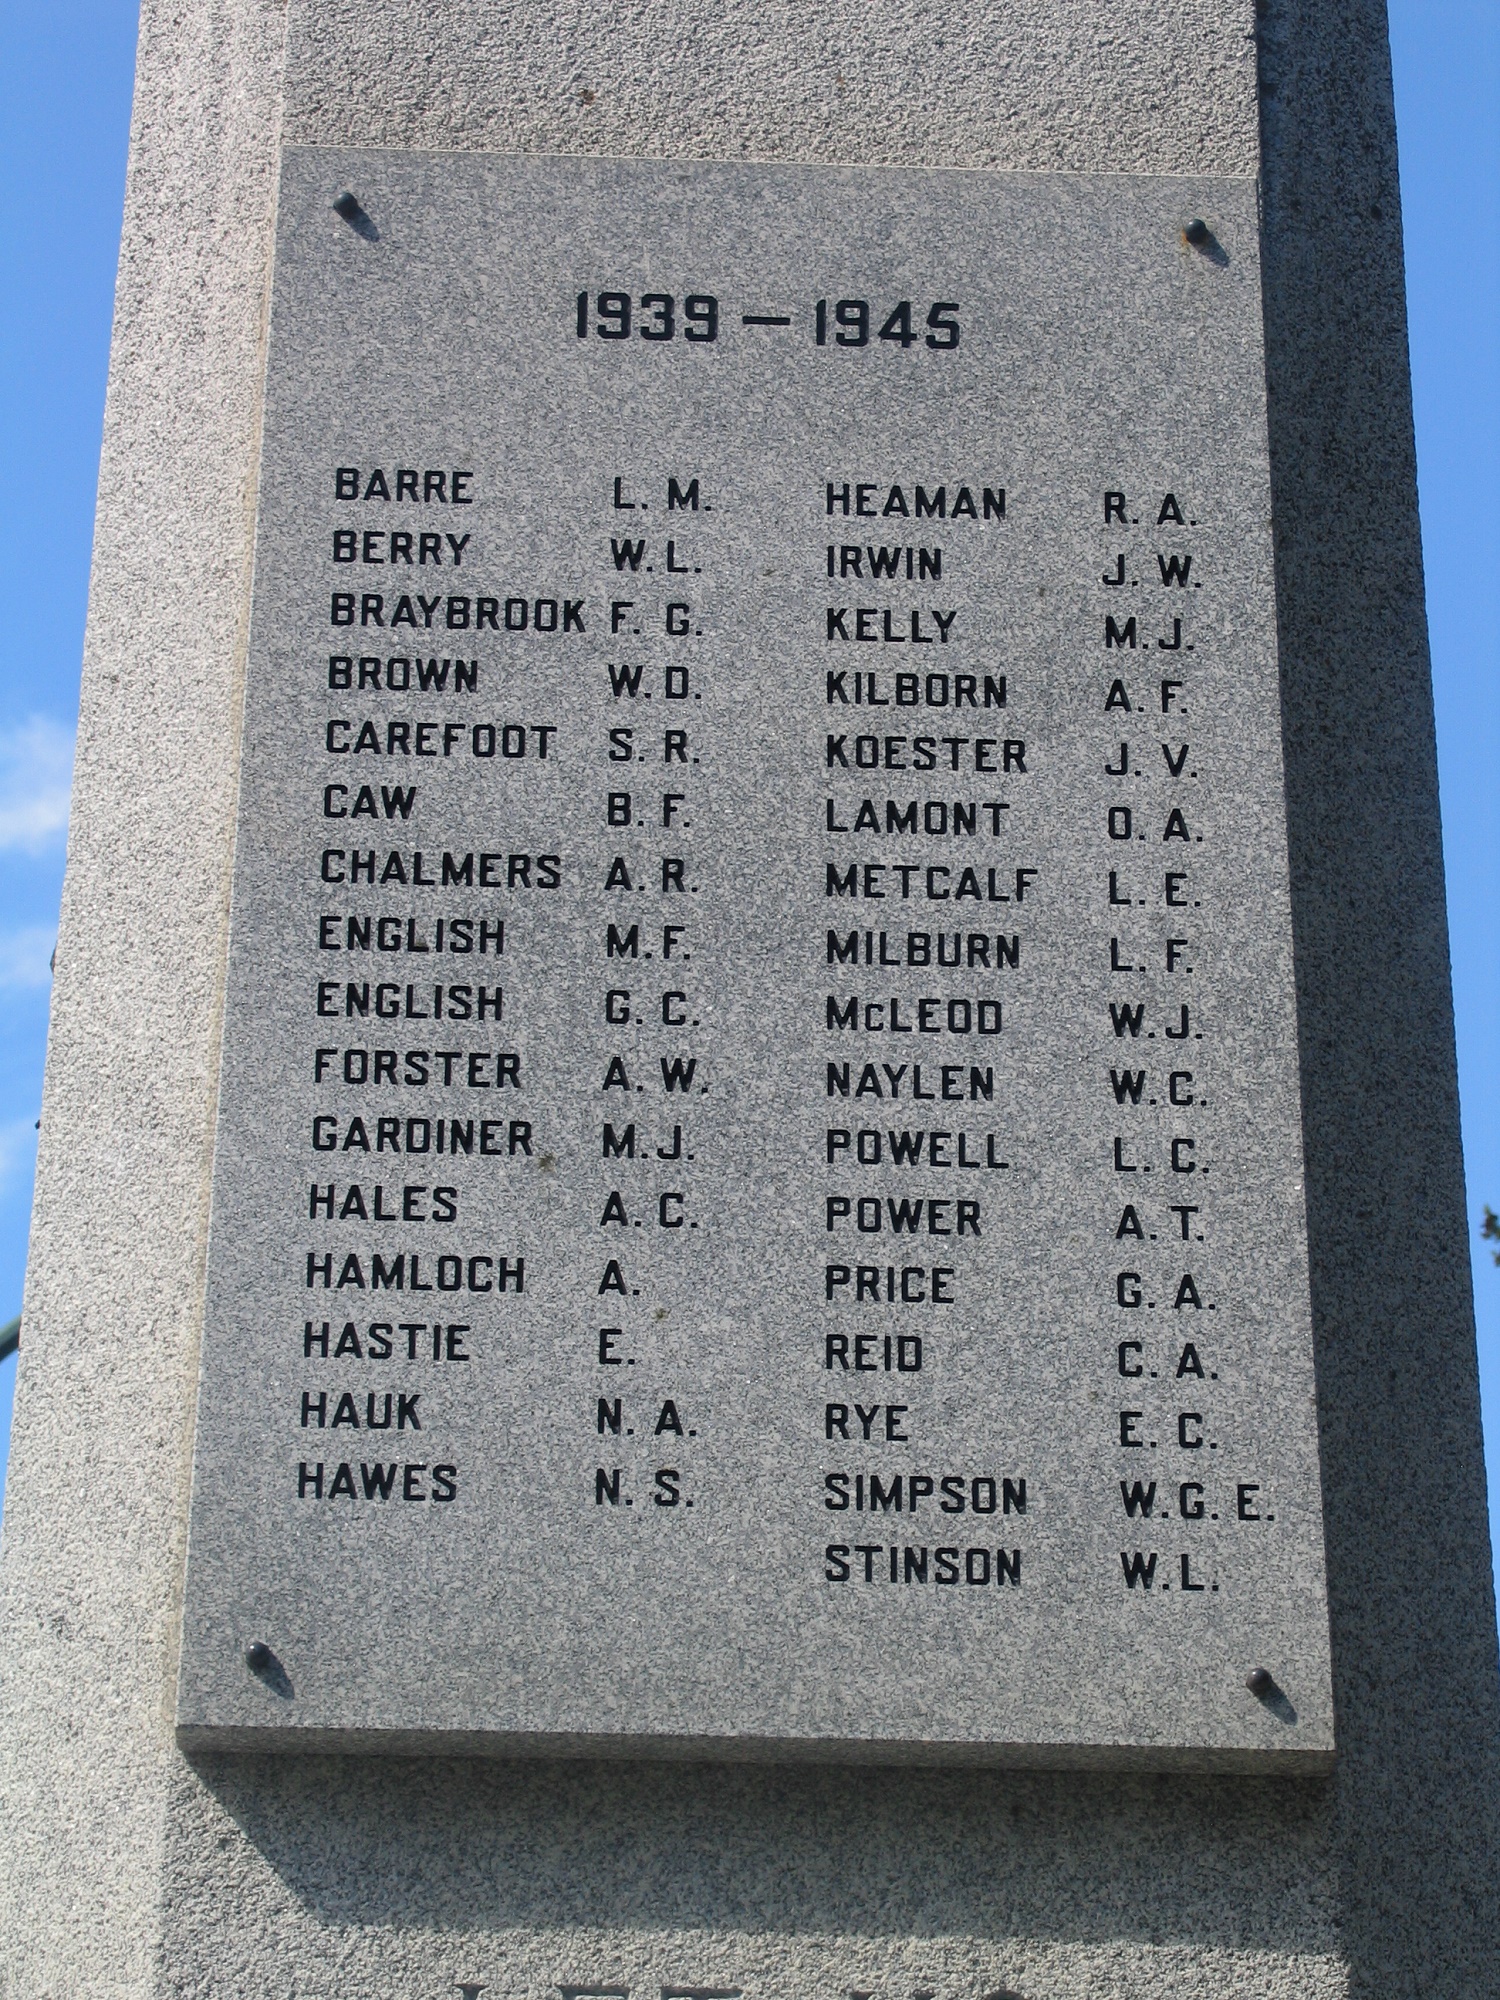 1939 — 1945
BARRE L. M.
BERRY W. L.
BRAYBROOK F. G.
BROWN W. D.
CAREFOOT S. R.
CAW B. F.
CHALMERS A. R.
ENGLISH M. F.
ENGLISH G. C.
FORSTER A. W.
GARDINER M. J.
HALES A. C.
HAMLOCH A.
HASTIE E.
HAUK N. A.
HAWES N. S.
HEAMAN R. A.
IRWIN J. W.
KELLY M. J.
KILBORN A. F.
KOESTER J. V.
LAMONT O. A.
METCALF L. E.
MILBURN L. F.
McLEOD W. J.
NAYLEN W. C.
POWELL L. C.
POWER A. T.
PRICE G. A.
REID C. A.
RYE E. C.
SIMPSON W. G. E.
STINSON W. L.